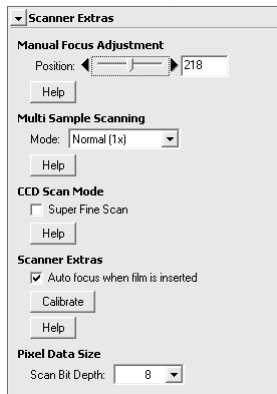 Scanner Extras
Manual Focus Adjustment
Position: 218
Help
Multi Sample Scanning
Mode: Normal (1x)
Help
CCD Scan Mode
Super Fine Scan
Help
Scanner Extras
Auto focus when film is inserted
Calibrate
Help
Pixel Data Size
Scan Bit Depth: 8